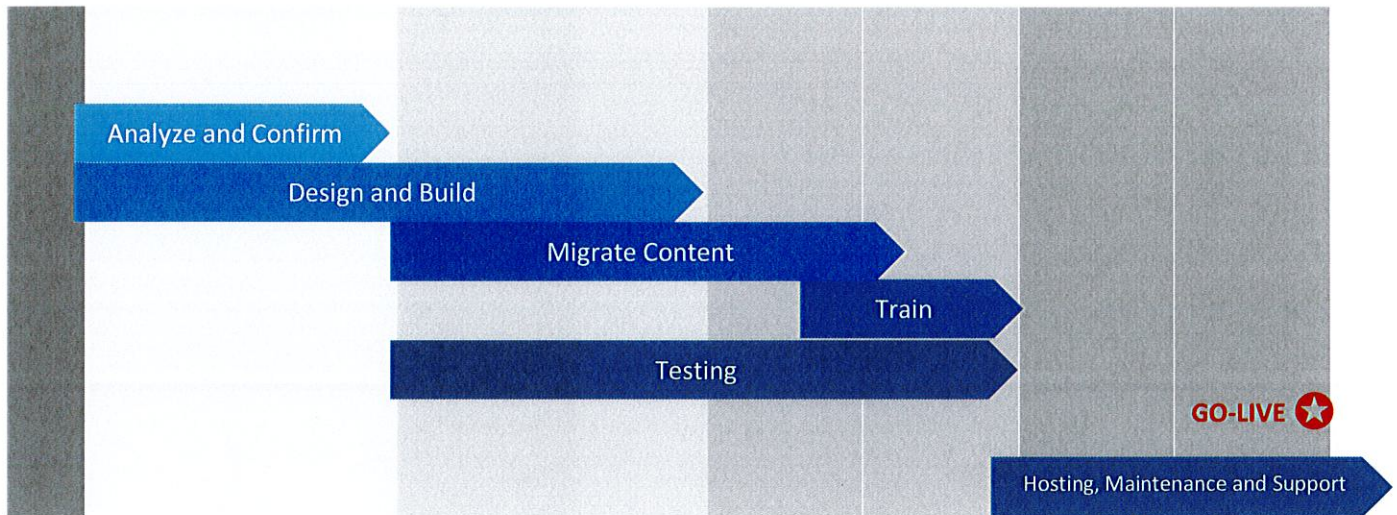 Analyze and Confirm
Design and Build
Migrate Content
Train
Testing
GO-LIVE
Hosting, Maintenance and Support